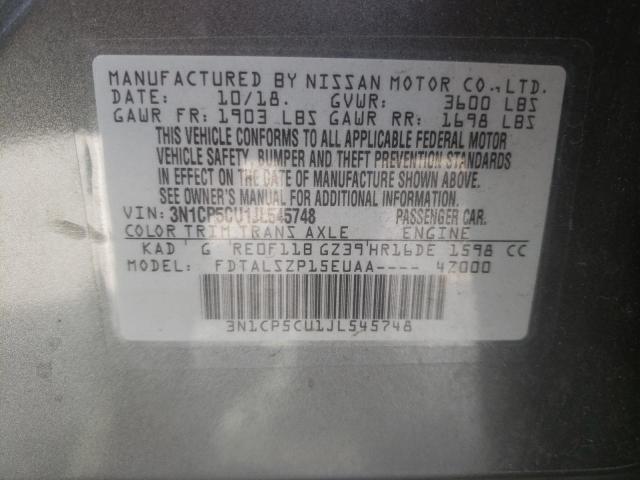 MANUFACTURED BY NISSAN MOTOR CO.,LTD.
DATE: 10/18. GVWR: 3600 LBS
GAWR FR: 1903 LBS GAWR RR: 1698 LBS
THIS VEHICLE CONFORMS TO ALL APPLICABLE FEDERAL MOTOR
VEHICLE SAFETY, BUMPER AND THEFT PREVENTION STANDARDS
IN EFFECT ON THE DATE OF MANUFACTURE SHOWN ABOVE.
SEE OWNER'S MANUAL FOR ADDITIONAL INFORMATION.
VIN: 3N1CP5CU1JL545748 PASSENGER CAR.
COLOR TRIM TRANS AXLE ENGINE
KAD' G 'RE0F11B GZ39'HR16DE 1598 CC
MODEL: FDTALSZP15EUAA---- 4Z000
3N1CP5CU1JL545748